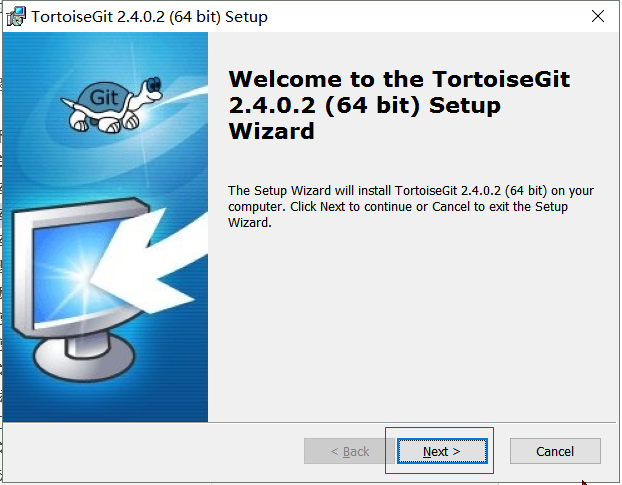 TortoiseGit 2.4.0.2 (64 bit) Setup
Git
Welcome to the TortoiseGit
2.4.0.2 (64 bit) Setup
Wizard
The Setup Wizard will install TortoiseGit 2.4.0.2 (64 bit) on your
computer. Click Next to continue or Cancel to exit the Setup
Wizard.
< Back Next > Cancel